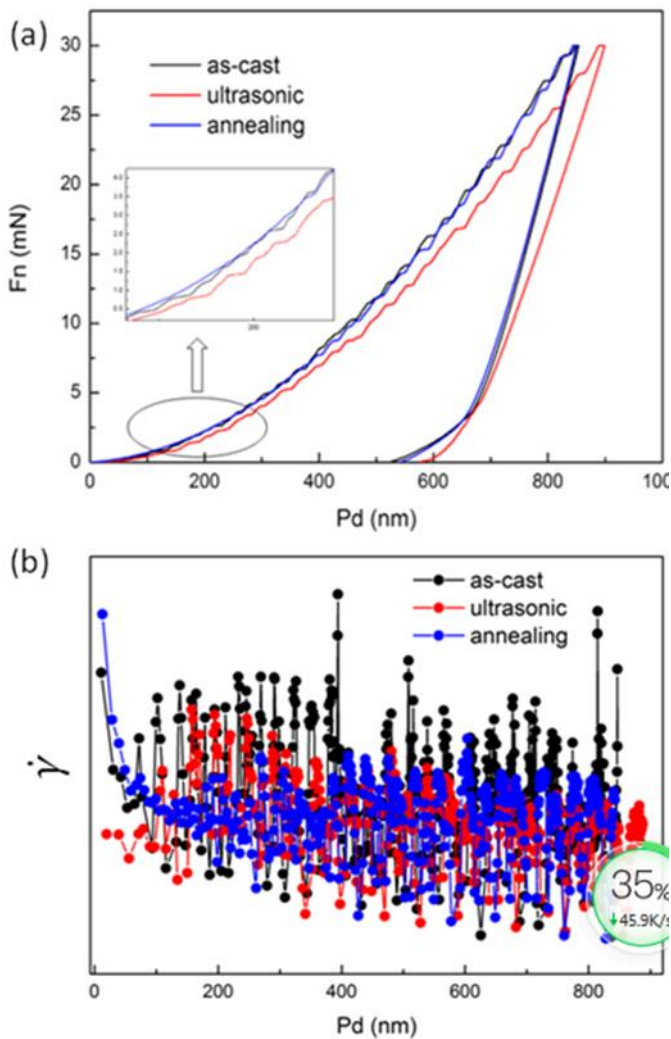 (a)
30
25
20
15
10
5
0
Fn (mN)
as-cast
ultrasonic
annealing
200
0
200
400
600
800
100
Pd (nm)
(b)
as-cast
ultrasonic
annealing
γ̇
35%
45.9K/s
0
200
400
600
800
Pd (nm)